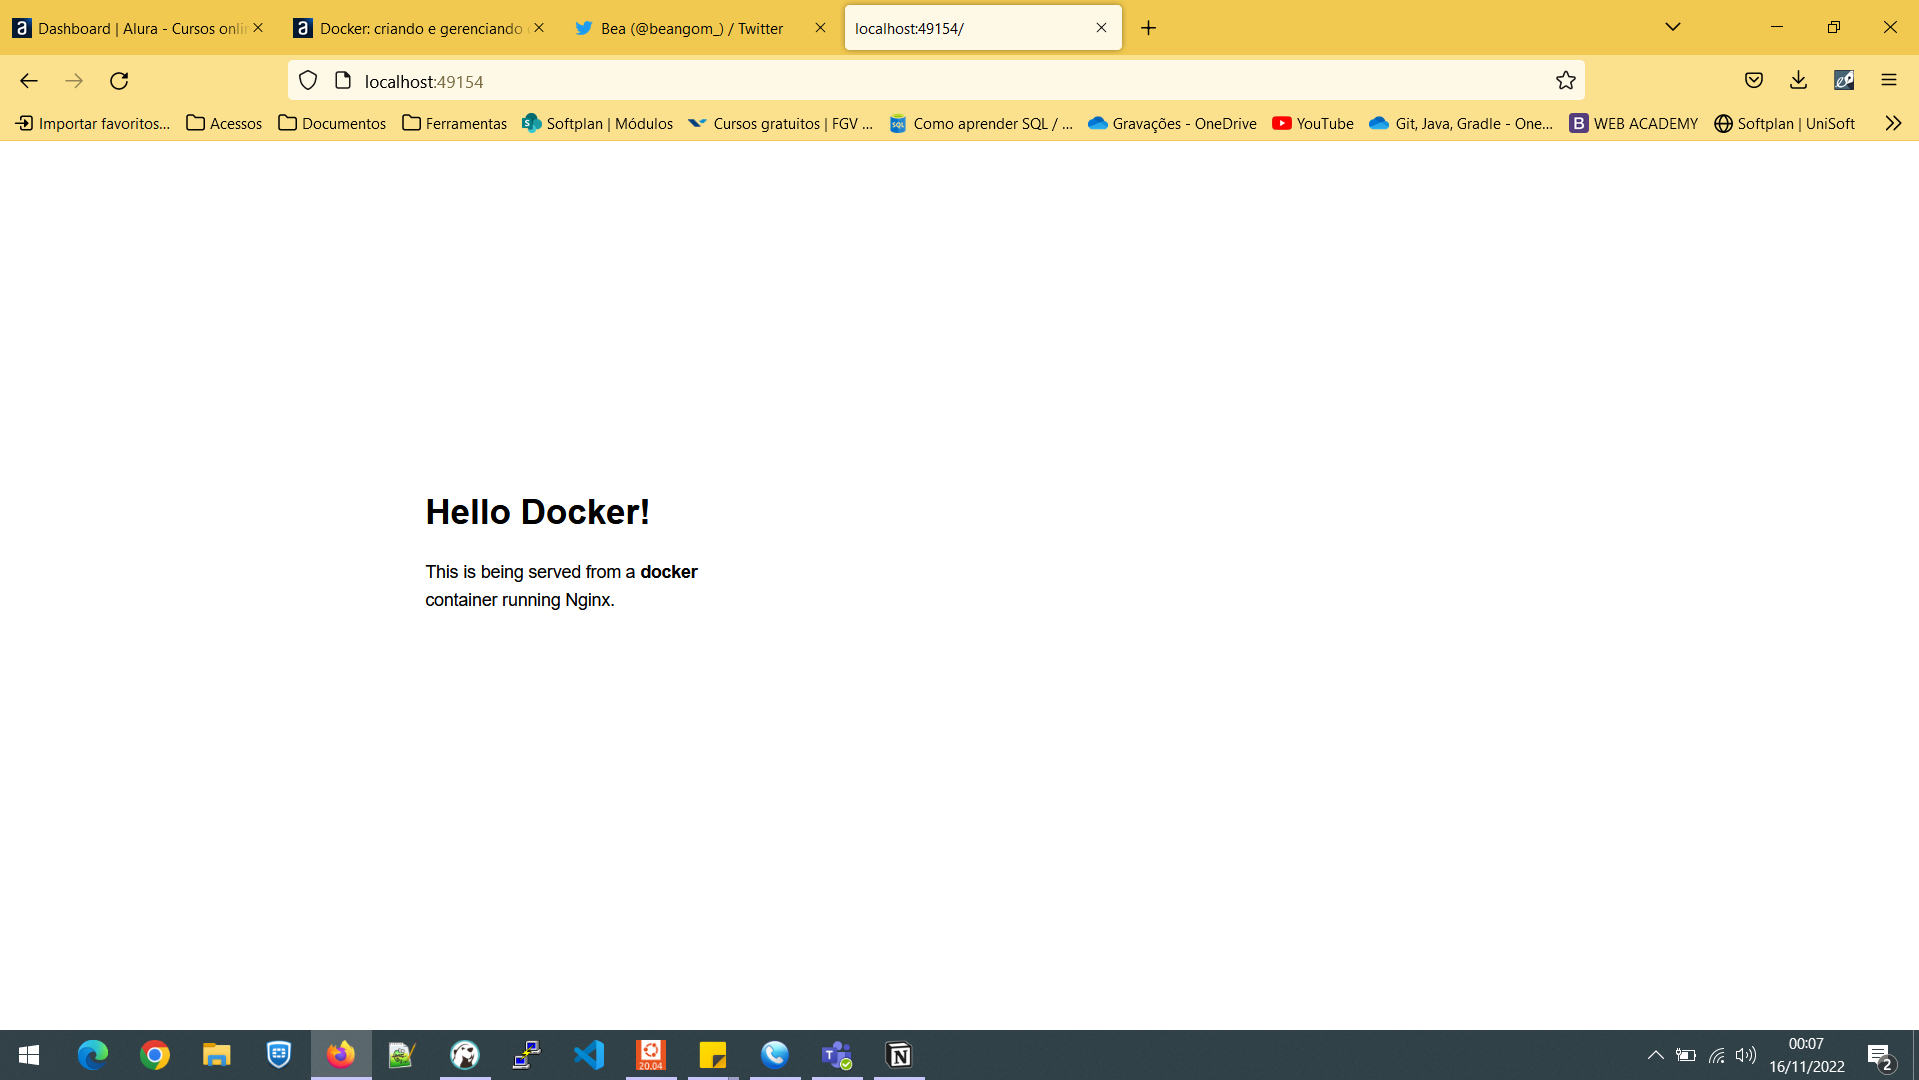 Dashboard | Alura - Cursos onlin
Docker: criando e gerenciando
Bea (@beangom_) / Twitter
localhost:49154/
localhost:49154
Importar favoritos...
Acessos
Documentos
Ferramentas
Softplan | Módulos
Cursos gratuitos | FGV ...
Como aprender SQL / ...
Gravações - OneDrive
YouTube
Git, Java, Gradle - One...
WEB ACADEMY
Softplan | UniSoft
Hello Docker!
This is being served from a docker
container running Nginx.
20.04
00:07
16/11/2022
2